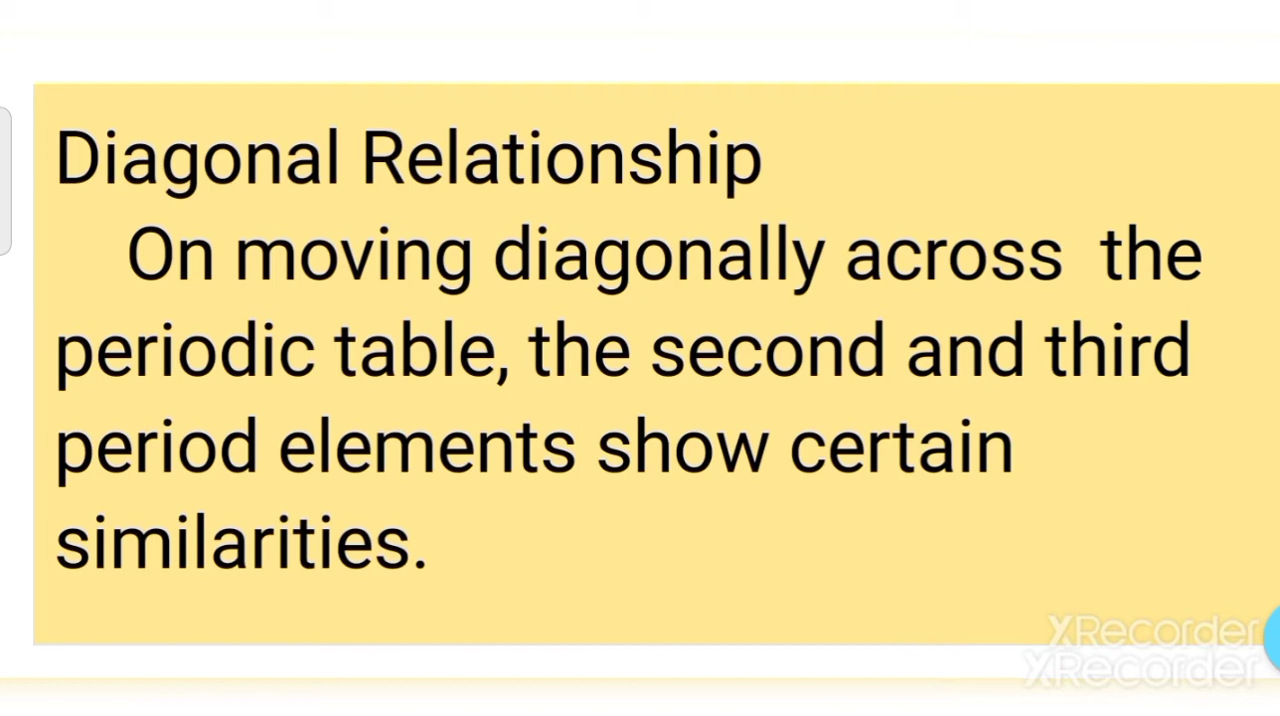 Diagonal Relationship
On moving diagonally across the
periodic table, the second and third
period elements show certain
similarities.
XRecorder
XRecorder